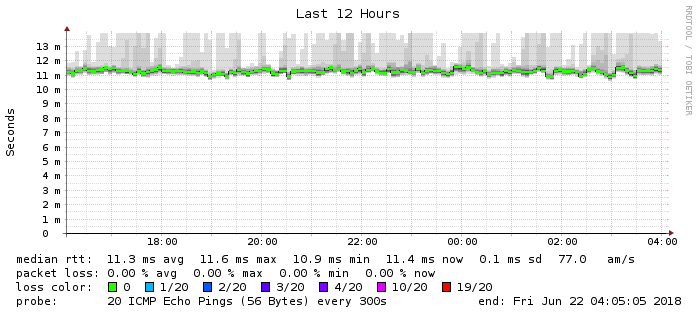 Last 12 Hours
RRDTOOL / TOBI OETIKER
Seconds
13 m
12 m
11 m
10 m
9 m
8 m
7 m
6 m
5 m
4 m
3 m
2 m
1 m
0
18:00 20:00 22:00 00:00 02:00 04:00
median rtt: 11.3 ms avg 11.6 ms max 10.9 ms min 11.4 ms now 0.1 ms sd 77.0 am/s
packet loss: 0.00 % avg 0.00 % max 0.00 % min 0.00 % now
loss color: 0 1/20 2/20 3/20 4/20 10/20 19/20
probe: 20 ICMP Echo Pings (56 Bytes) every 300s end: Fri Jun 22 04:05:05 2018